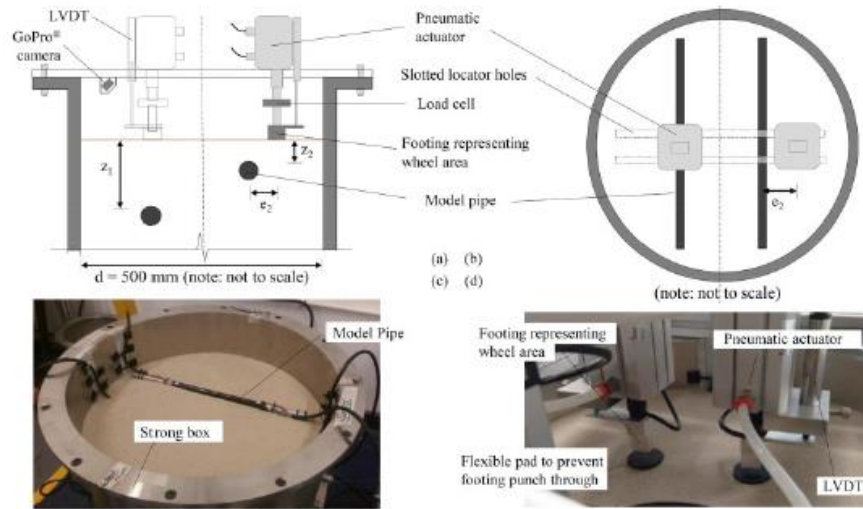 LVDT
GoPro®
camera
Pneumatic
actuator
Slotted locator holes
Load cell
Footing representing
wheel area
Model pipe
z₁
z₂
e₂
e₂
(a) (b)
(c) (d)
d = 500 mm (note: not to scale)
(note: not to scale)
Model Pipe
Strong box
Footing representing
wheel area
Pneumatic actuator
Flexible pad to prevent
footing punch through
LVDT